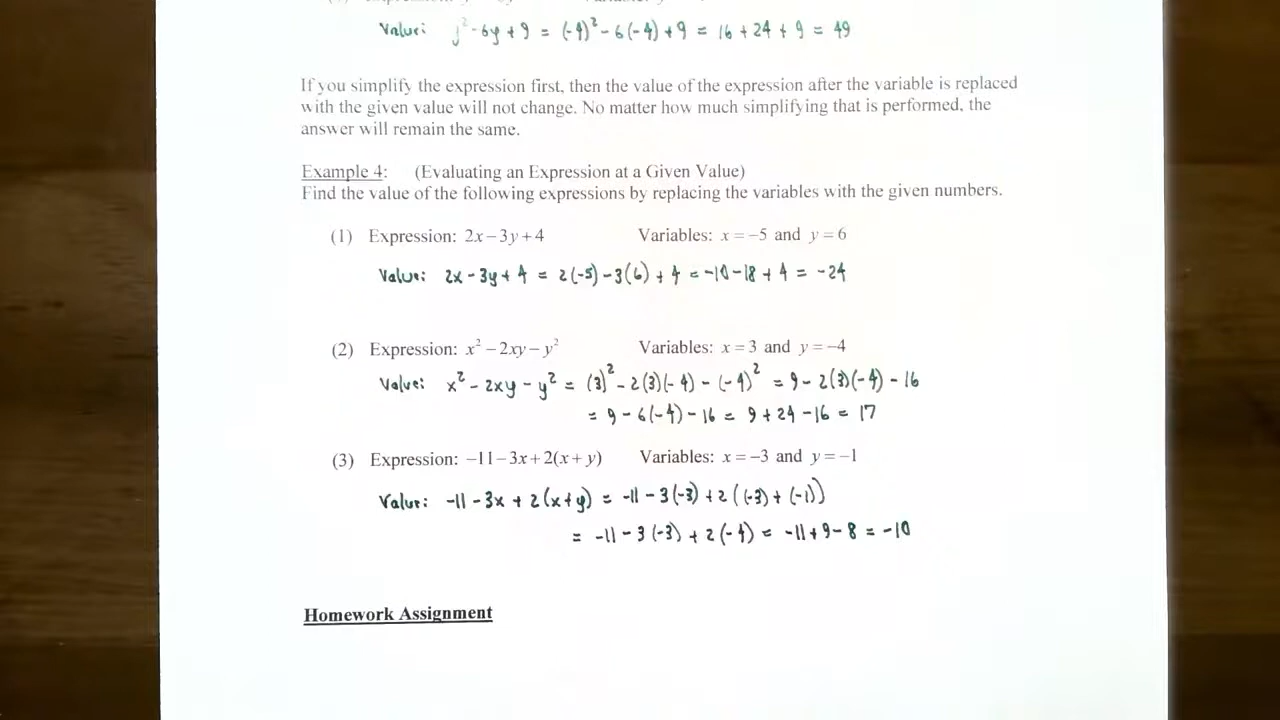 Value: y² - 6y + 9 = (-4)² - 6(-4) + 9 = 16 + 24 + 9 = 49
If you simplify the expression first, then the value of the expression after the variable is replaced
with the given value will not change. No matter how much simplifying that is performed, the
answer will remain the same.
Example 4: (Evaluating an Expression at a Given Value)
Find the value of the following expressions by replacing the variables with the given numbers.
(1) Expression: 2x − 3y + 4 Variables: x = −5 and y = 6
Value: 2x - 3y + 4 = 2(-5) - 3(6) + 4 = -10 - 18 + 4 = -24
(2) Expression: x² − 2xy − y² Variables: x = 3 and y = −4
Value: x² - 2xy - y² = (3)² - 2(3)(-4) - (-4)² = 9 - 2(3)(-4) - 16
= 9 - 6(-4) - 16 = 9 + 24 - 16 = 17
(3) Expression: −11 − 3x + 2(x + y) Variables: x = −3 and y = −1
Value: -11 - 3x + 2(x+y) = -11 - 3(-3) + 2((-3) + (-1))
= -11 - 3(-3) + 2(-4) = -11 + 9 - 8 = -10
Homework Assignment